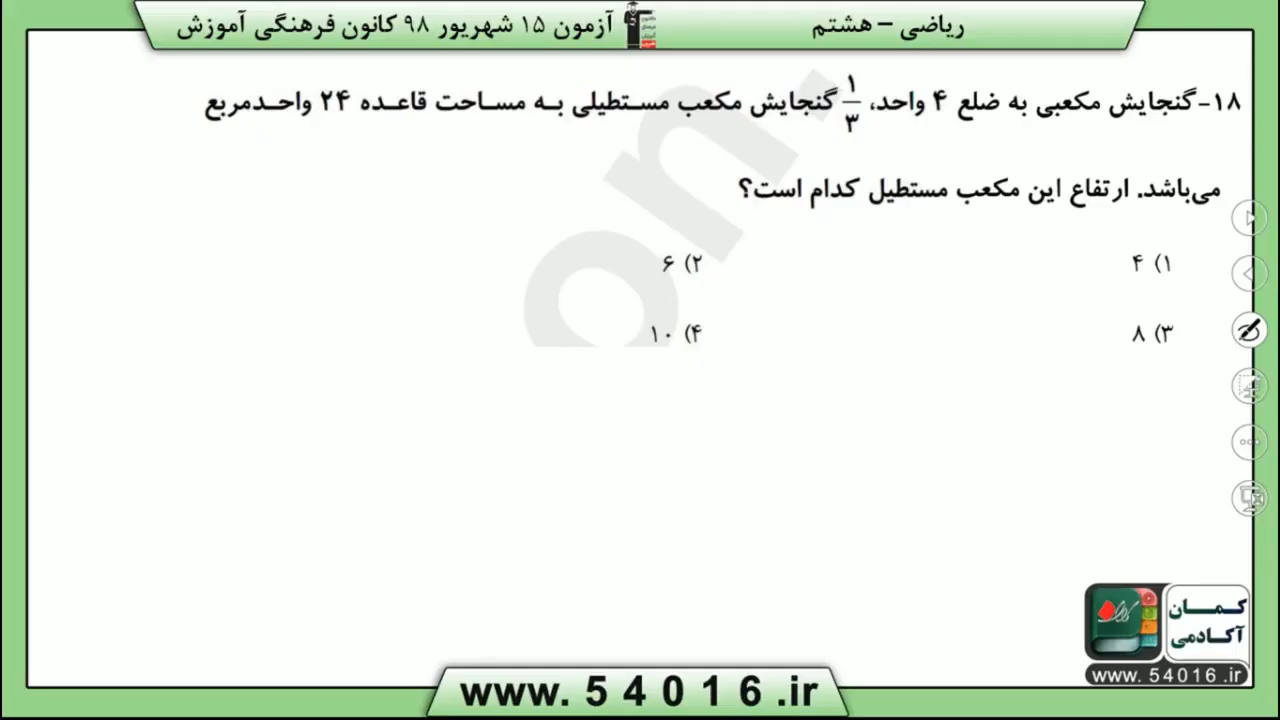 ریاضی – هشتم
آزمون ۱۵ شهریور ۹۸ کانون فرهنگی آموزش
۱۸-گنجایش مکعبی به ضلع ۴ واحد، ۱/۳ گنجایش مکعب مستطیلی به مساحت قاعده ۲۴ واحدمربع
می‌باشد. ارتفاع این مکعب مستطیل کدام است؟
۱) ۴
۲) ۶
۳) ۸
۴) ۱۰
on.
کمان
آکادمی
www. 54016 .ir
www. 5 4 0 1 6 .ir